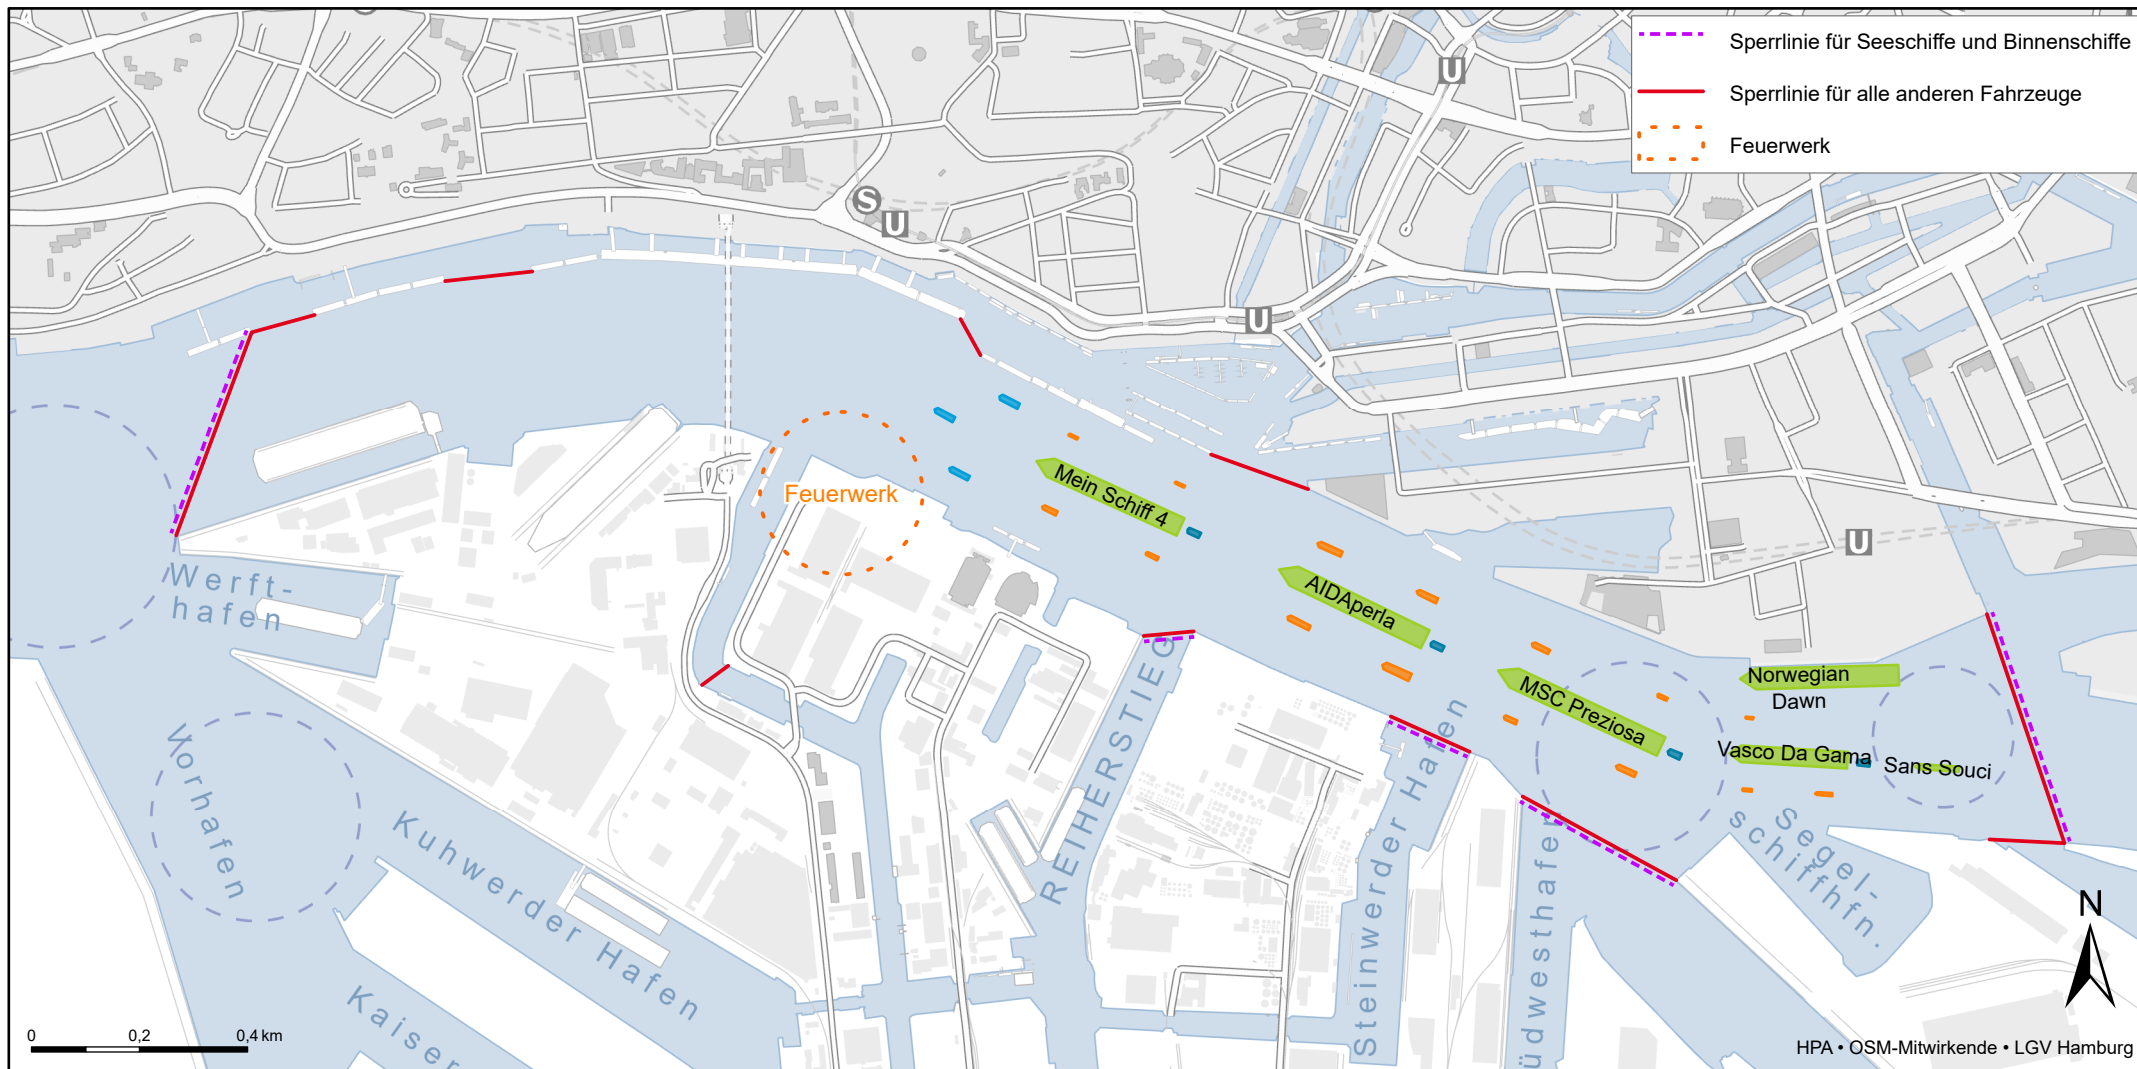 Sperrlinie für Seeschiffe und Binnenschiffe
Sperrlinie für alle anderen Fahrzeuge
Feuerwerk
U
S
U
U
U
Feuerwerk
Mein Schiff 4
AIDAperla
MSC Preziosa
Norwegian
Dawn
Vasco Da Gama
Sans Souci
Werft-
hafen
Vorhafen
Kuhwerder Hafen
Kaiser
REIHERSTIEG
Steinwerder Hafen
üdwesthafen
Segel-
schiffhfn.
N
0 0,2 0,4 km
HPA • OSM-Mitwirkende • LGV Hamburg